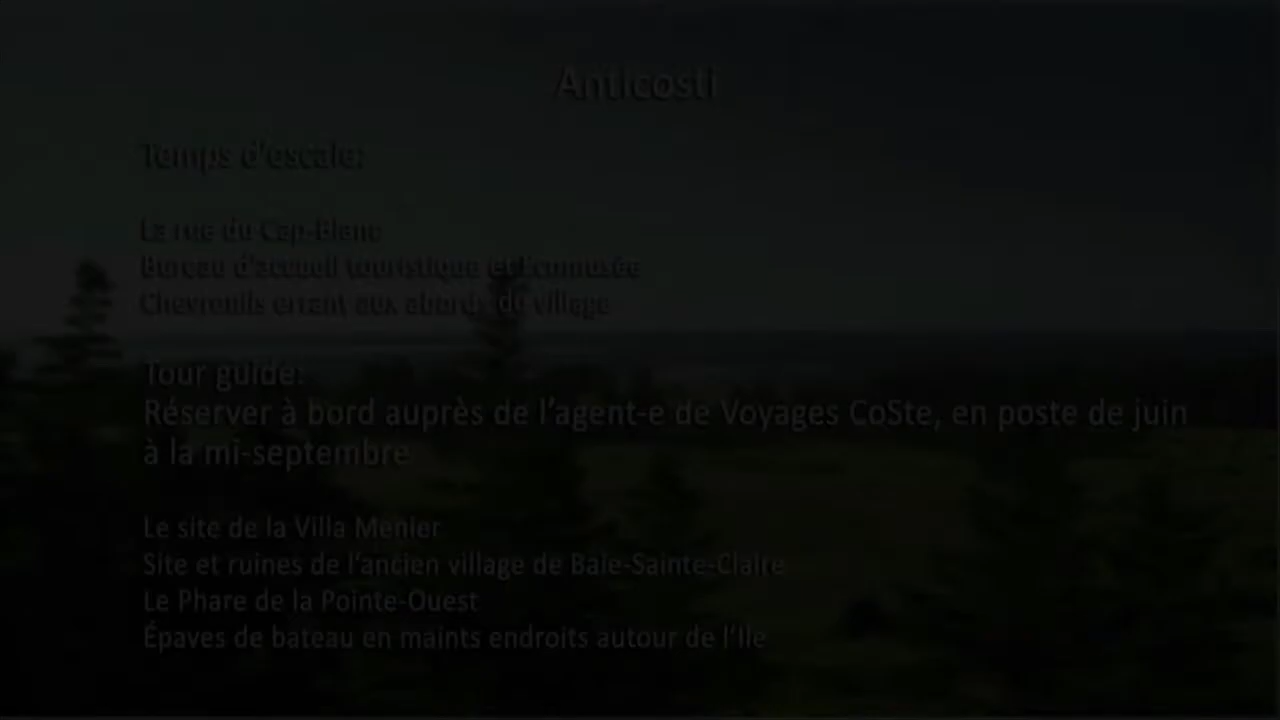 Anticosti
Temps d'escale:
La rue du Cap-Blanc
Bureau d'accueil touristique et Écomusée
Chevreuils errant aux abords du village
Tour guide:
Réserver à bord auprès de l'agent-e de Voyages CoSte, en poste de juin
à la mi-septembre
Le site de la Villa Menier
Site et ruines de l'ancien village de Baie-Sainte-Claire
Le Phare de la Pointe-Ouest
Épaves de bateau en maints endroits autour de l'Ile